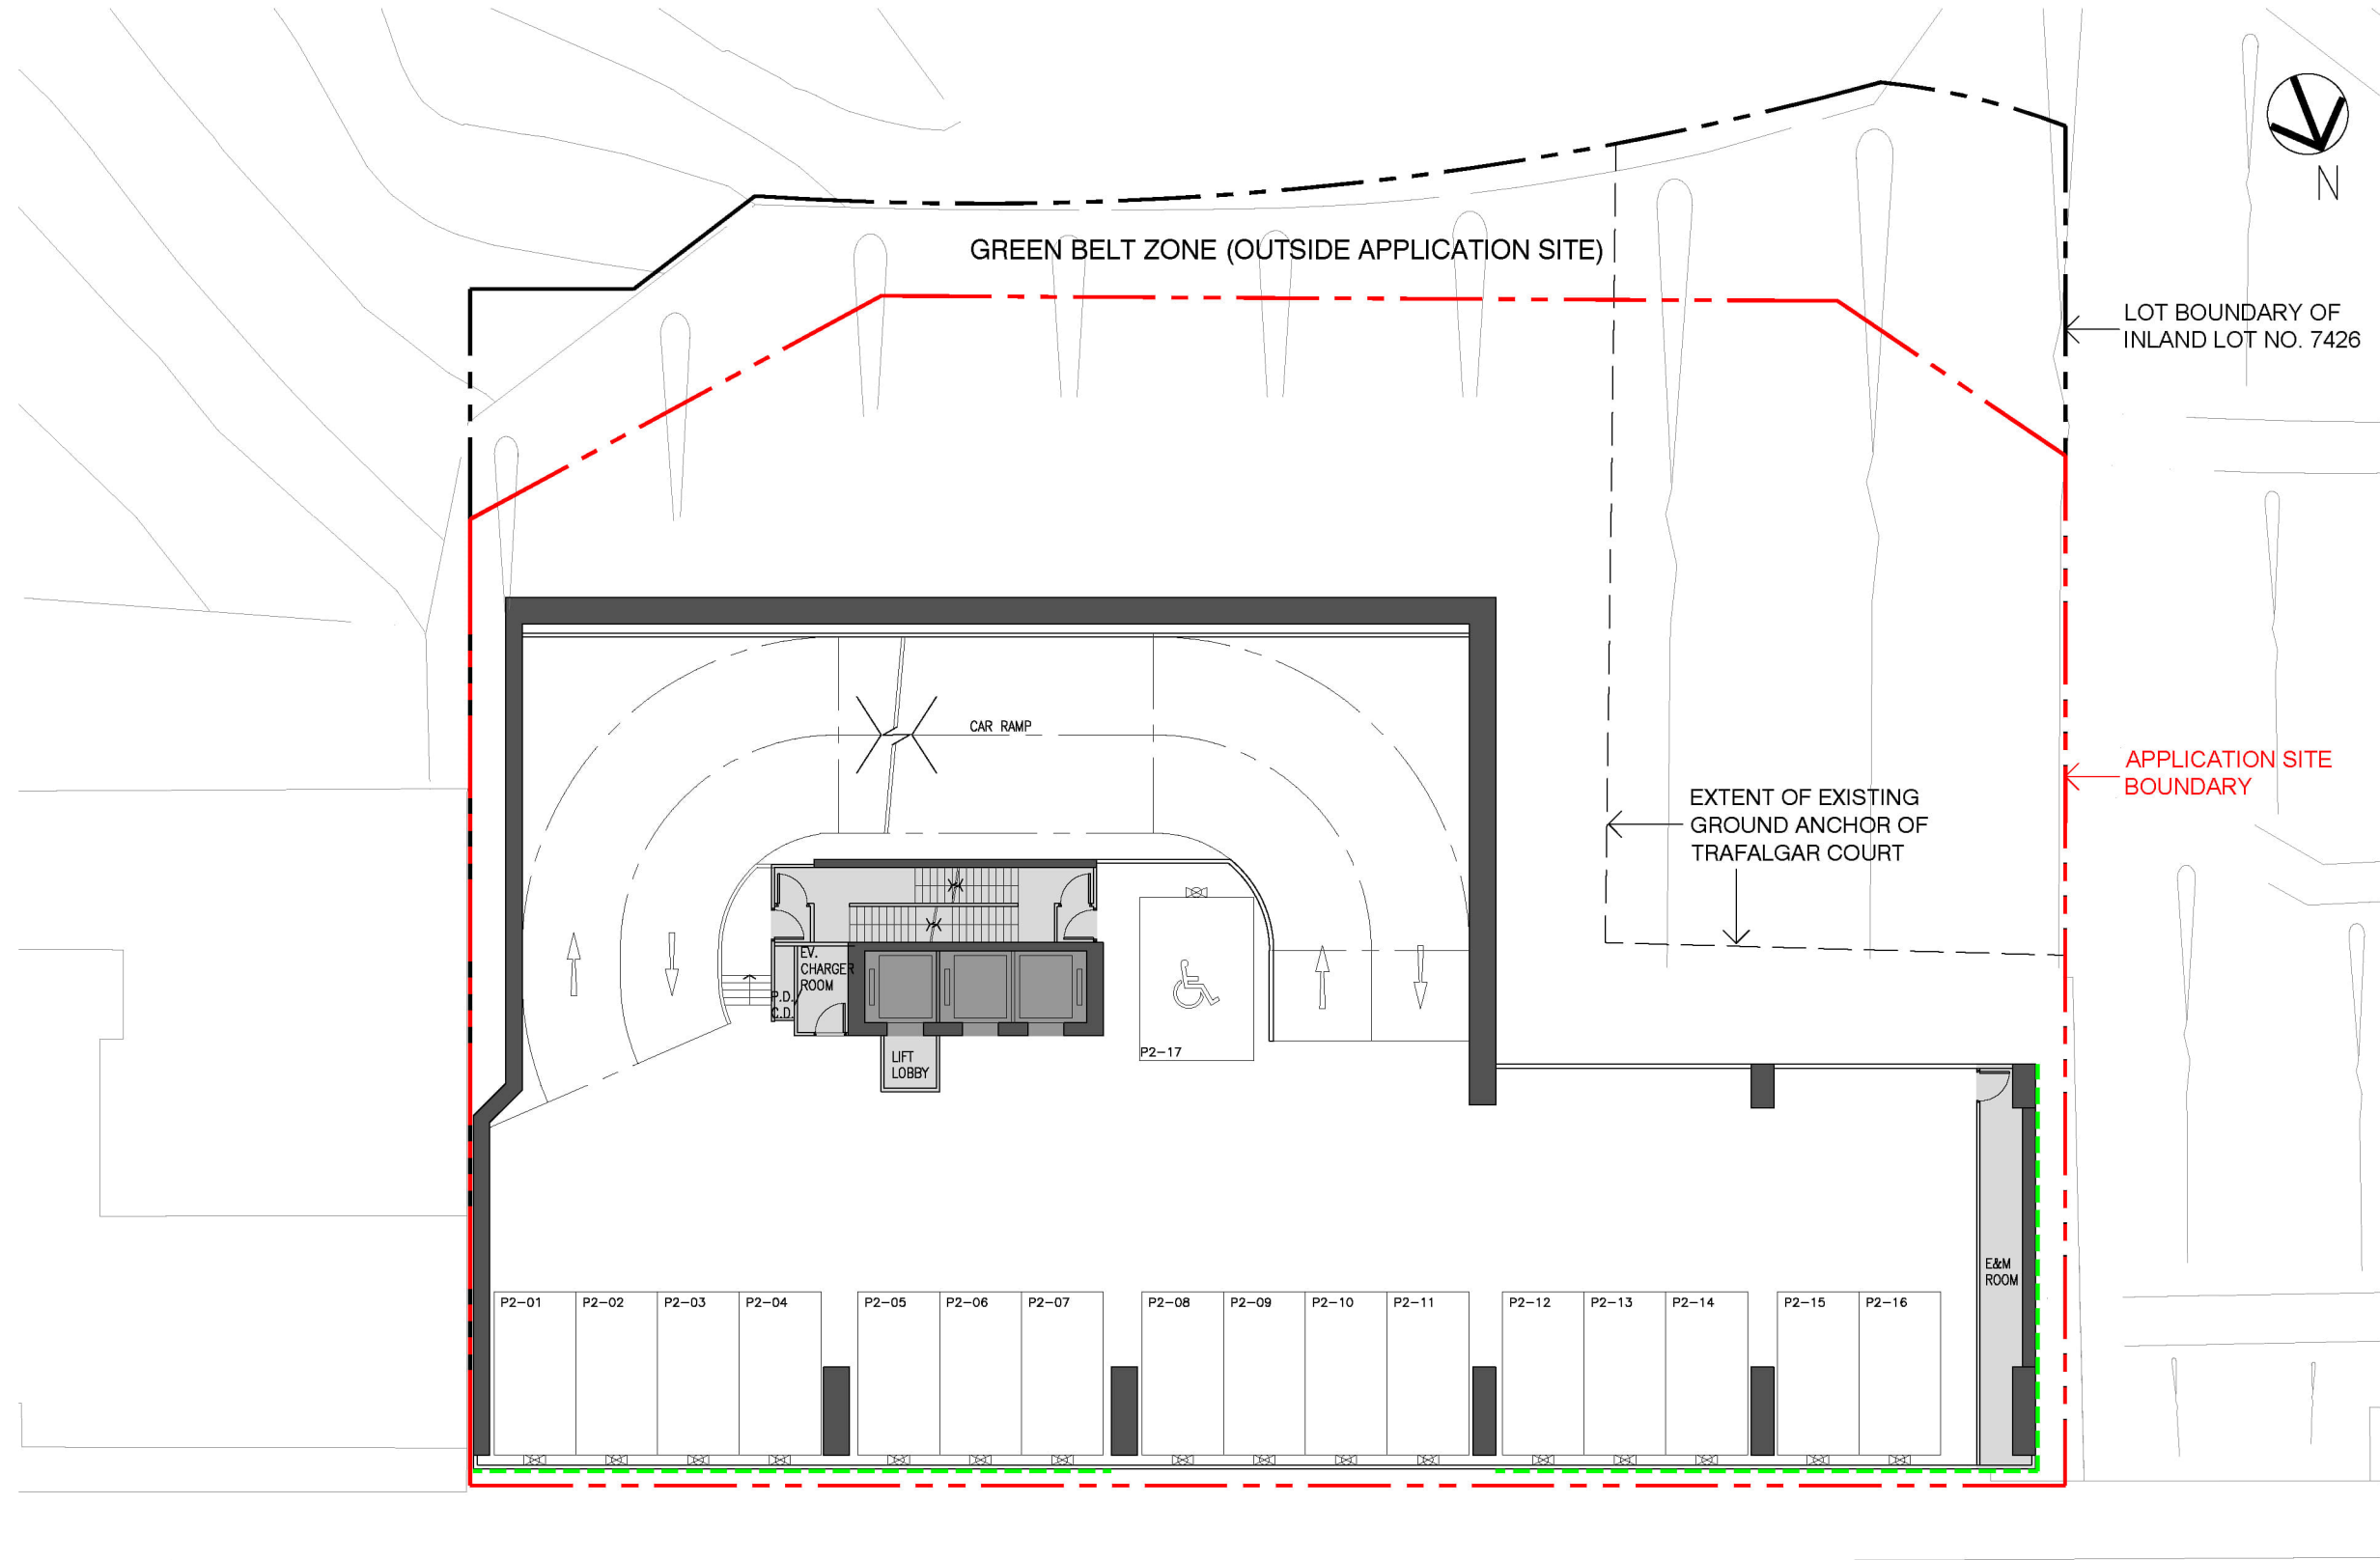 N
GREEN BELT ZONE (OUTSIDE APPLICATION SITE)
LOT BOUNDARY OF
INLAND LOT NO. 7426
CAR RAMP
APPLICATION SITE
BOUNDARY
EXTENT OF EXISTING
GROUND ANCHOR OF
TRAFALGAR COURT
EV.
CHARGER
ROOM
P.D.
C.D.
LIFT
LOBBY
P2-17
E&M
ROOM
P2-01 P2-02 P2-03 P2-04 P2-05 P2-06 P2-07 P2-08 P2-09 P2-10 P2-11 P2-12 P2-13 P2-14 P2-15 P2-16